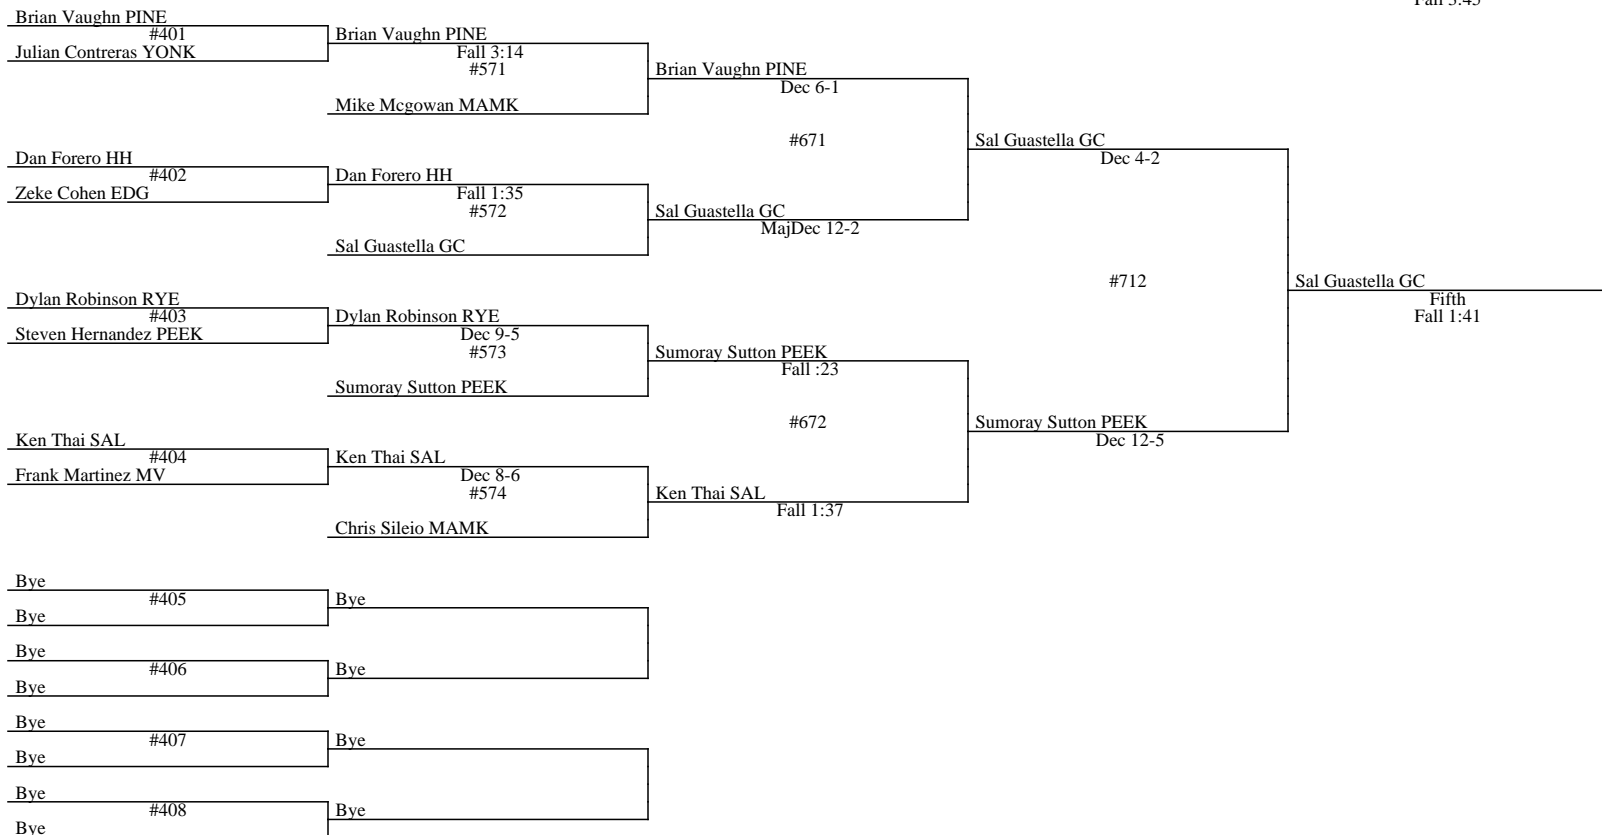 Fall 3:45
Brian Vaughn PINE
#401
Julian Contreras YONK
Brian Vaughn PINE
Fall 3:14
#571
Mike Mcgowan MAMK
Brian Vaughn PINE
Dec 6-1
#671
Dan Forero HH
#402
Zeke Cohen EDG
Dan Forero HH
Fall 1:35
#572
Sal Guastella GC
Sal Guastella GC
MajDec 12-2
Sal Guastella GC
Dec 4-2
#712
Sal Guastella GC
Fifth
Fall 1:41
Dylan Robinson RYE
#403
Steven Hernandez PEEK
Dylan Robinson RYE
Dec 9-5
#573
Sumoray Sutton PEEK
Sumoray Sutton PEEK
Fall :23
#672
Sumoray Sutton PEEK
Dec 12-5
Ken Thai SAL
#404
Frank Martinez MV
Ken Thai SAL
Dec 8-6
#574
Chris Sileio MAMK
Ken Thai SAL
Fall 1:37
Bye
#405
Bye
Bye
Bye
#406
Bye
Bye
Bye
#407
Bye
Bye
Bye
#408
Bye
Bye